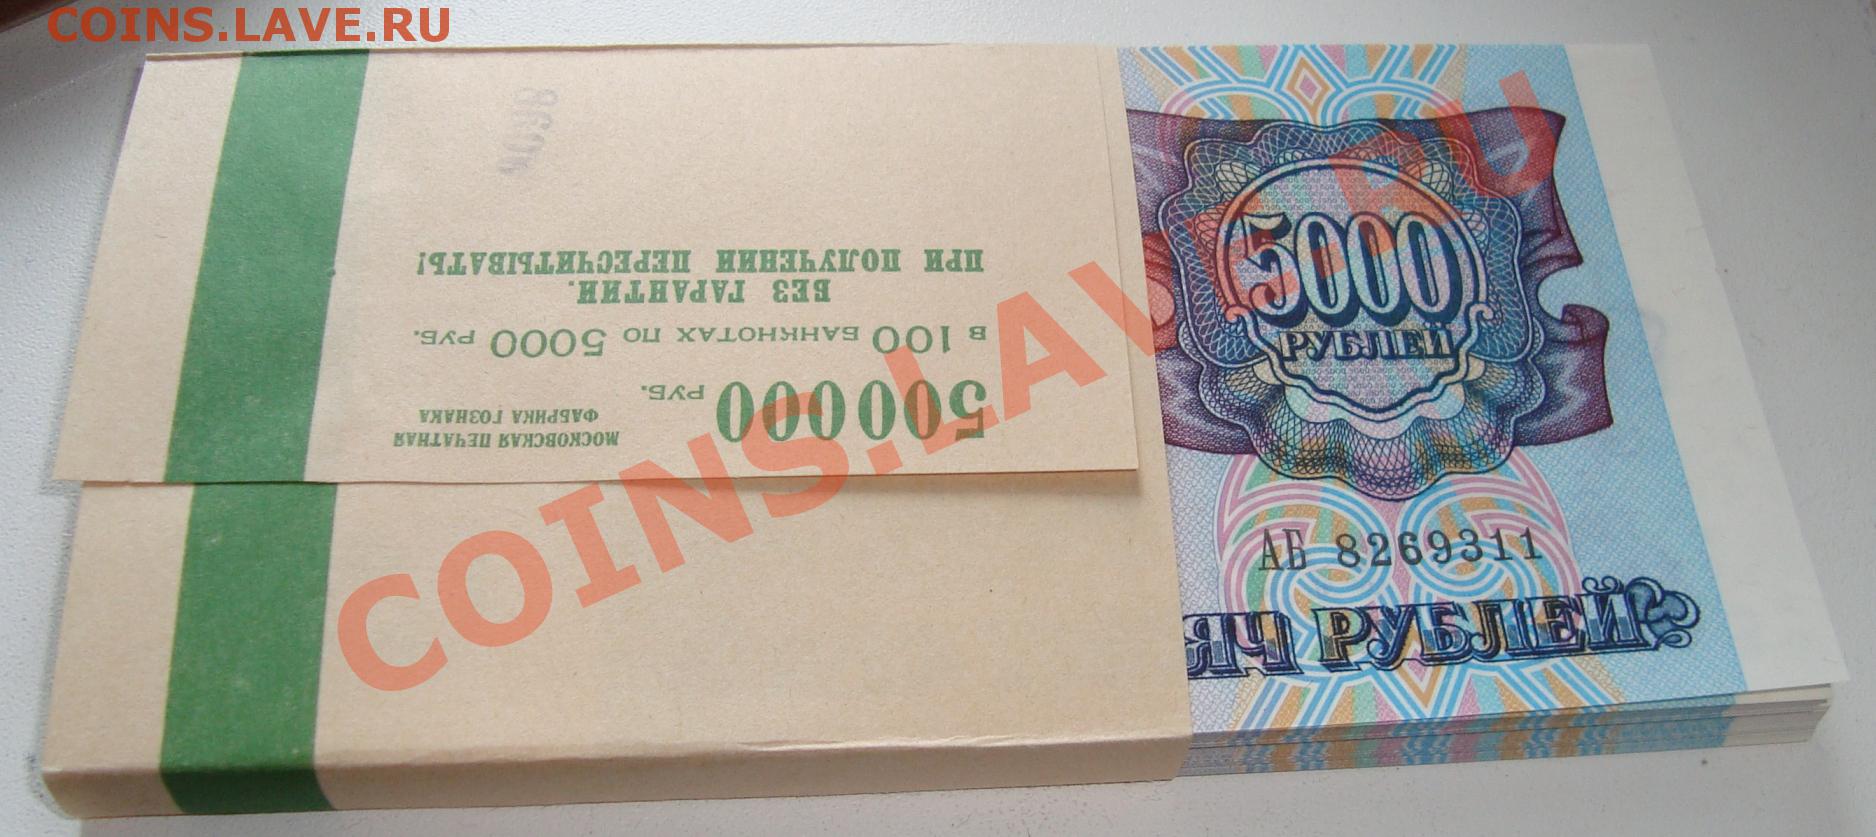 COINS.LAVE.RU
МОСКОВСКАЯ ПЕЧАТНАЯ
ФАБРИКА ГОЗНАКА
500000 РУБ.
В 100 БАНКНОТАХ ПО 5000 РУБ.
БЕЗ ГАРАНТИИ.
ПРИ ПОЛУЧЕНИИ ПЕРЕСЧИТЫВАТЬ!
5000
РУБЛЕЙ
АБ 8269311
ЯЧ РУБЛЕЙ
COINS.LAVE.RU